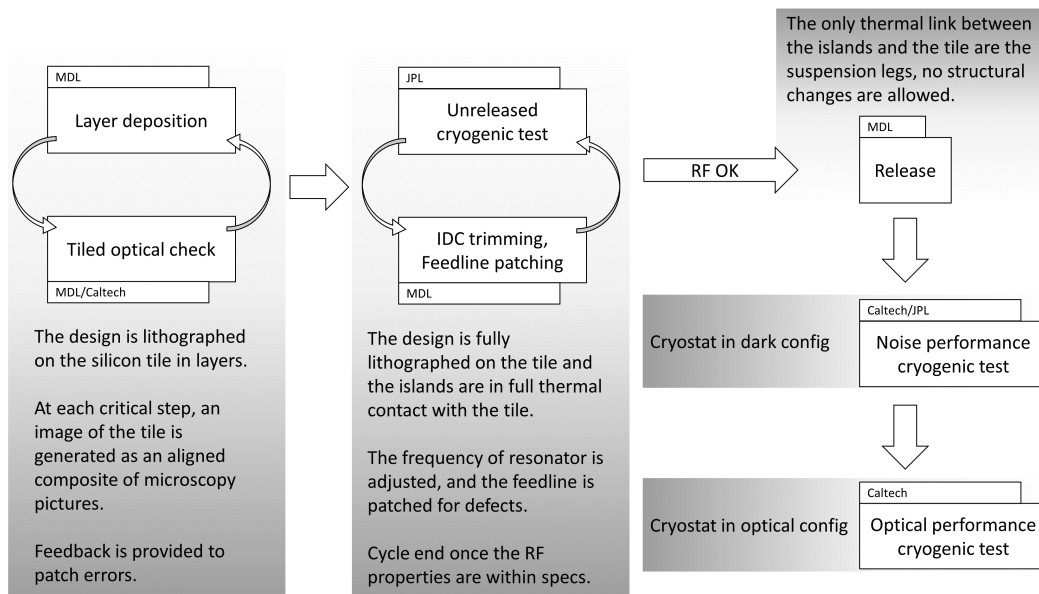 MDL
Layer deposition
Tiled optical check
MDL/Caltech
The design is lithographed
on the silicon tile in layers.
At each critical step, an
image of the tile is
generated as an aligned
composite of microscopy
pictures.
Feedback is provided to
patch errors.
JPL
Unreleased
cryogenic test
IDC trimming,
Feedline patching
MDL
The design is fully
lithographed on the tile and
the islands are in full thermal
contact with the tile.
The frequency of resonator is
adjusted, and the feedline is
patched for defects.
Cycle end once the RF
properties are within specs.
RF OK
The only thermal link between
the islands and the tile are the
suspension legs, no structural
changes are allowed.
MDL
Release
Cryostat in dark config
Caltech/JPL
Noise performance
cryogenic test
Cryostat in optical config
Caltech
Optical performance
cryogenic test